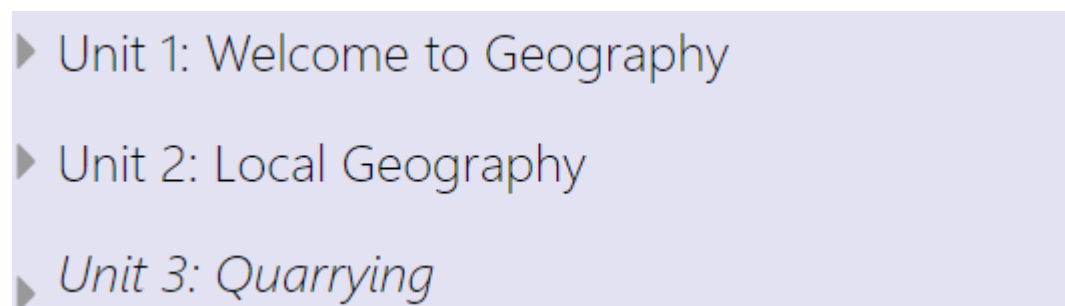 Unit 1: Welcome to Geography
Unit 2: Local Geography
Unit 3: Quarrying